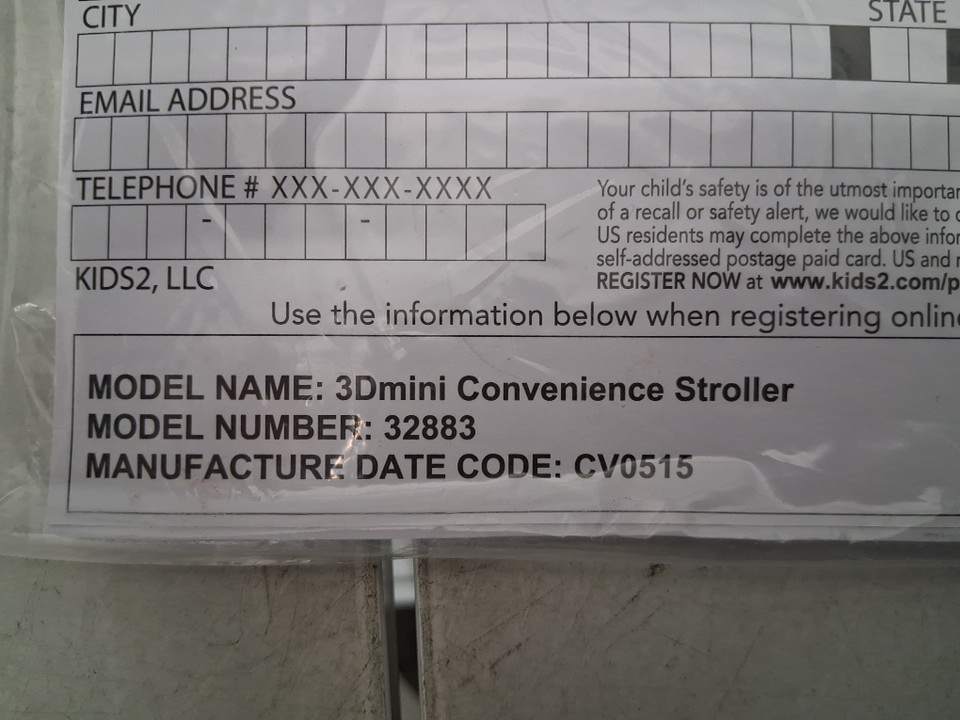 CITY STATE
EMAIL ADDRESS
TELEPHONE # XXX-XXX-XXXX
- -
Your child's safety is of the utmost
of a recall or safety alert, we would like to
US residents may complete the above
self-addressed postage paid card. US and
REGISTER NOW at www.kids2.com/p
KIDS2, LLC
Use the information below when registering
MODEL NAME: 3Dmini Convenience Stroller
MODEL NUMBER: 32883
MANUFACTURE DATE CODE: CV0515